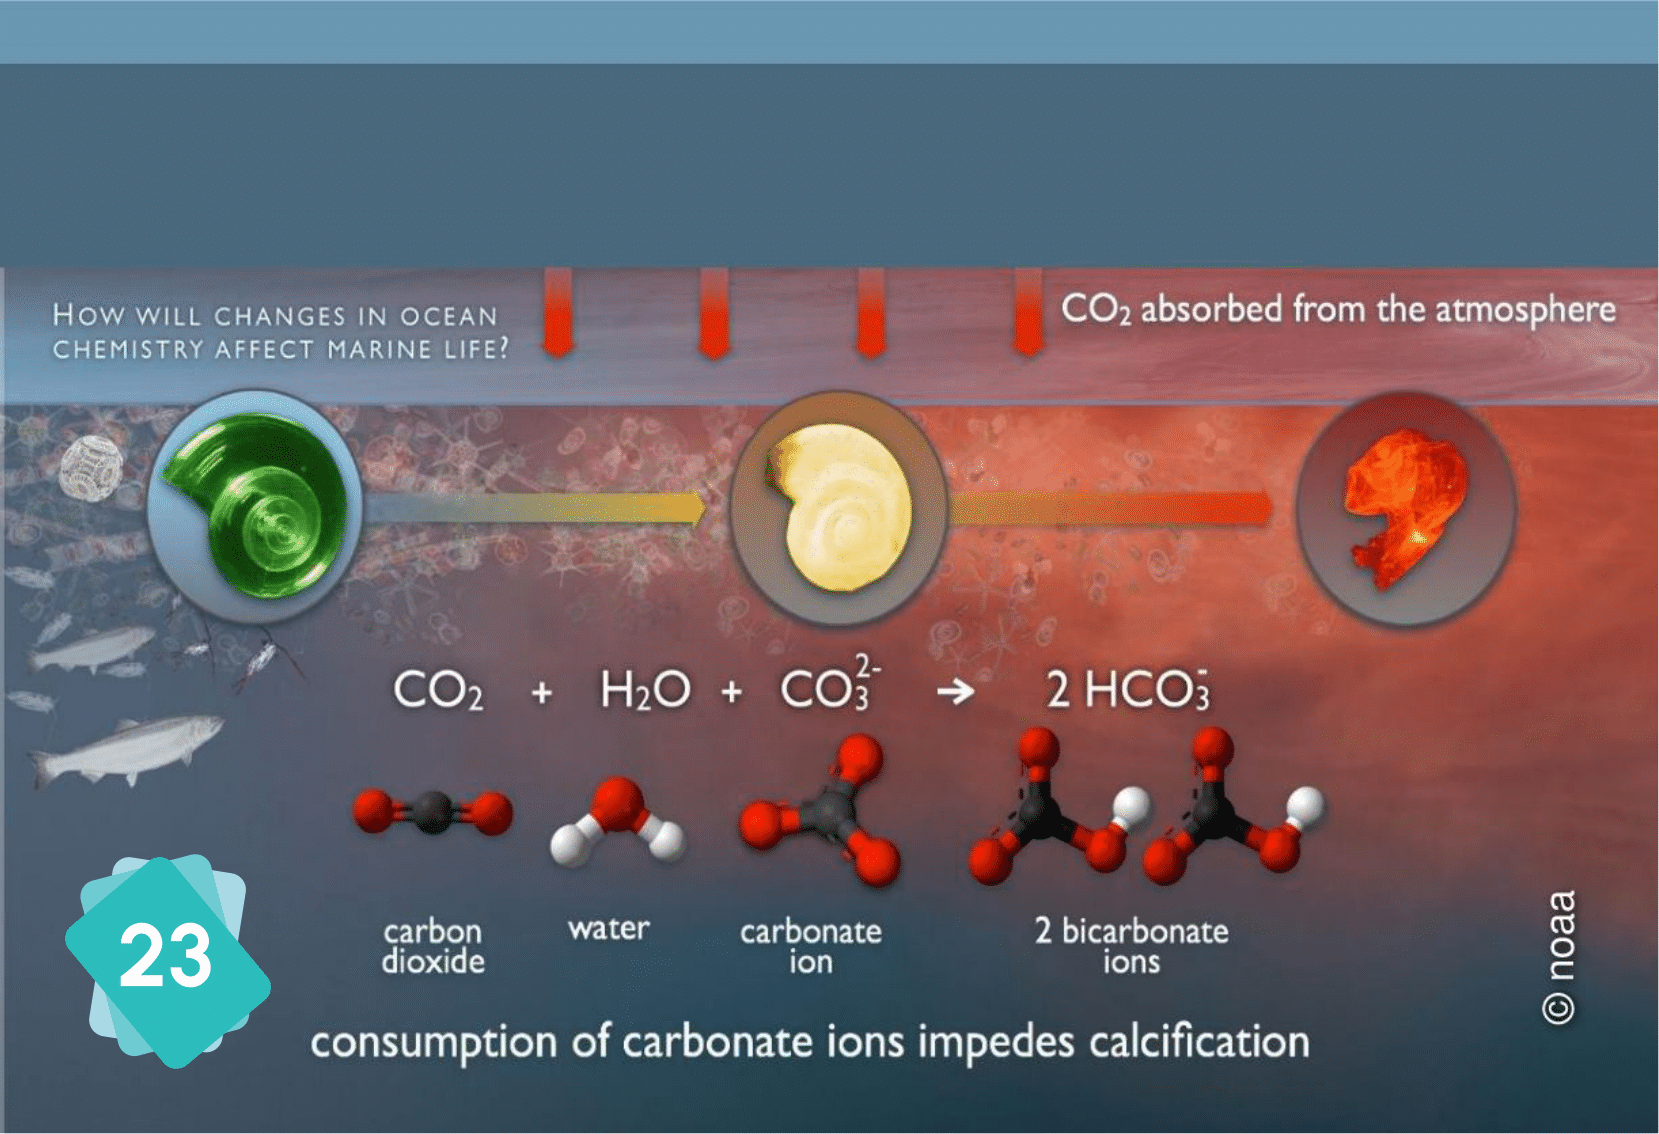 HOW WILL CHANGES IN OCEAN
CHEMISTRY AFFECT MARINE LIFE?
CO₂ absorbed from the atmosphere
CO₂ + H₂O + CO₃²⁻ → 2 HCO₃⁻
carbon
dioxide
water
carbonate
ion
2 bicarbonate
ions
consumption of carbonate ions impedes calcification
23
© noaa